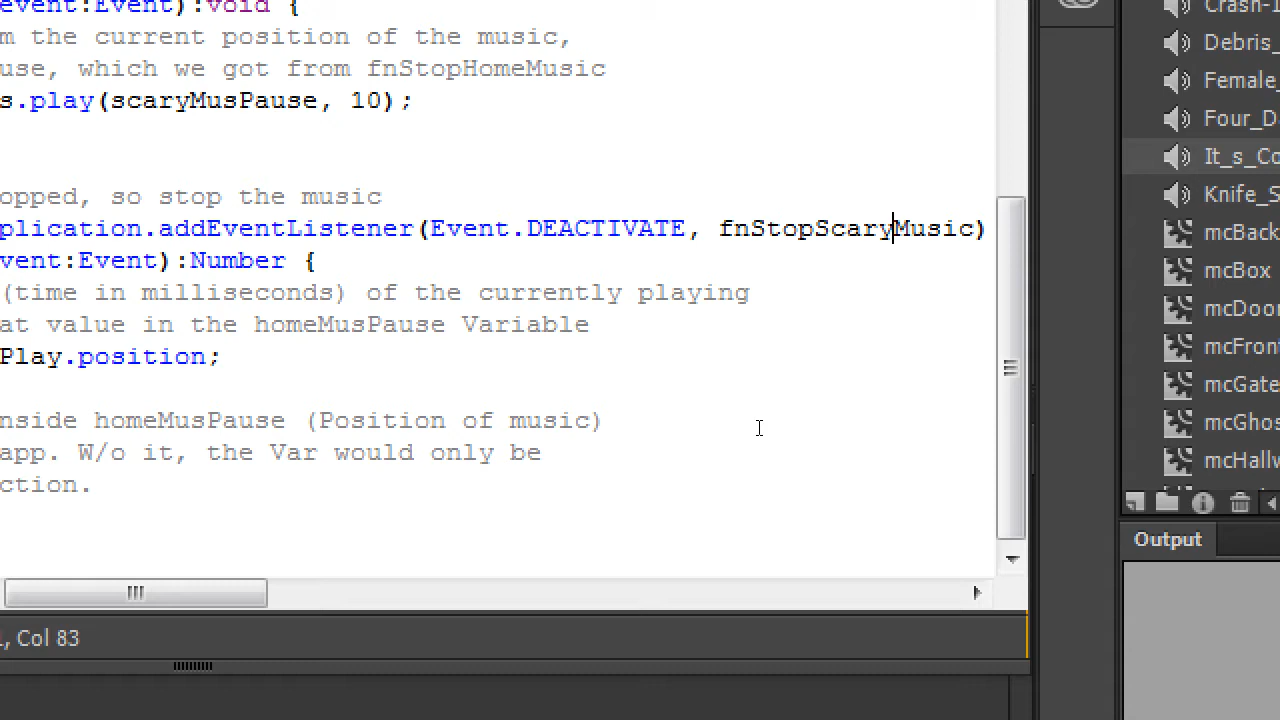 event:Event):void {
m the current position of the music,
use, which we got from fnStopHomeMusic
s.play(scaryMusPause, 10);
opped, so stop the music
plication.addEventListener(Event.DEACTIVATE, fnStopScaryMusic)
vent:Event):Number {
(time in milliseconds) of the currently playing
at value in the homeMusPause Variable
Play.position;
nside homeMusPause (Position of music)
app. W/o it, the Var would only be
ction.
, Col 83
Crash-1
Debris_
Female_
Four_D
It_s_Co
Knife_S
mcBack
mcBox
mcDoor
mcFron
mcGate
mcGhos
mcHallw
Output